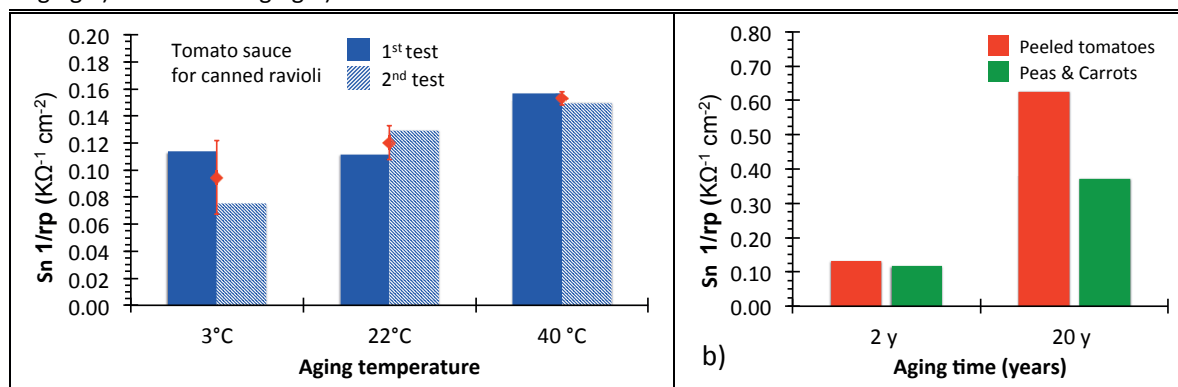 0.20
0.18
0.16
0.14
0.12
0.10
0.08
0.06
0.04
0.02
0.00
Sn 1/rp (KΩ⁻¹ cm⁻²)
Tomato sauce
for canned ravioli
1ˢᵗ test
2ⁿᵈ test
3°C
22°C
40 °C
Aging temperature
0.80
0.70
0.60
0.50
0.40
0.30
0.20
0.10
0.00
Sn 1/rp (KΩ⁻¹ cm⁻²)
Peeled tomatoes
Peas & Carrots
2 y
20 y
b)
Aging time (years)